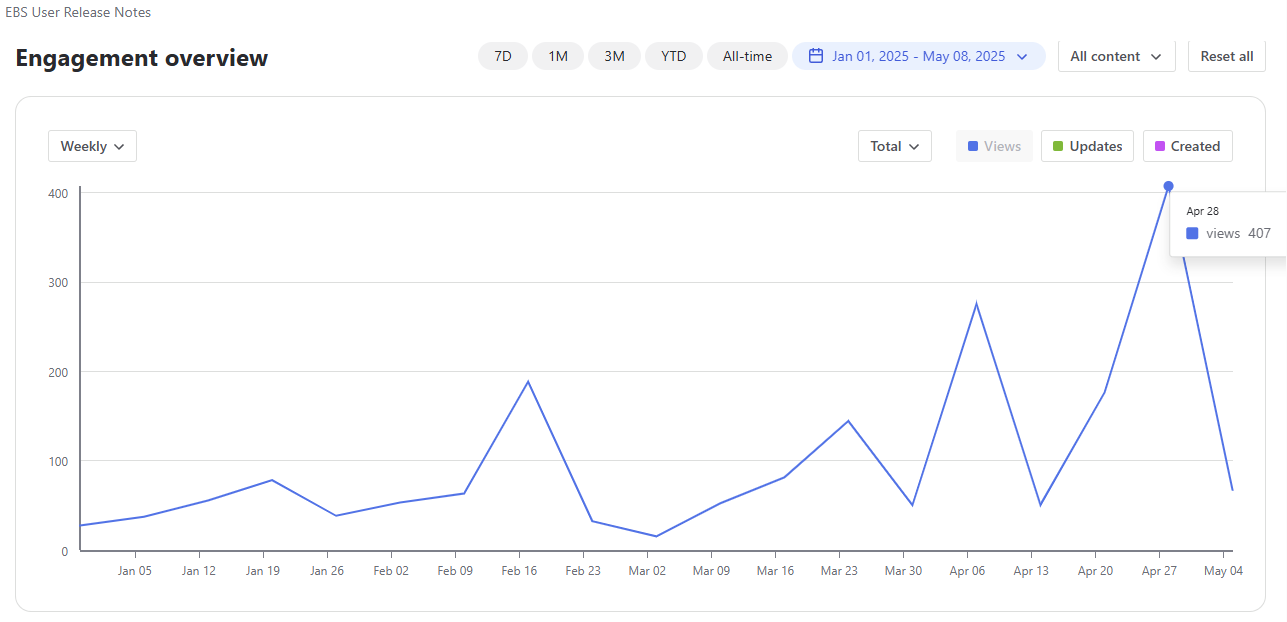 EBS User Release Notes
Engagement overview
7D 1M 3M YTD All-time Jan 01, 2025 - May 08, 2025 All content Reset all
Weekly Total Views Updates Created
400
300
200
100
0
Apr 28
views 407
Jan 05 Jan 12 Jan 19 Jan 26 Feb 02 Feb 09 Feb 16 Feb 23 Mar 02 Mar 09 Mar 16 Mar 23 Mar 30 Apr 06 Apr 13 Apr 20 Apr 27 May 04